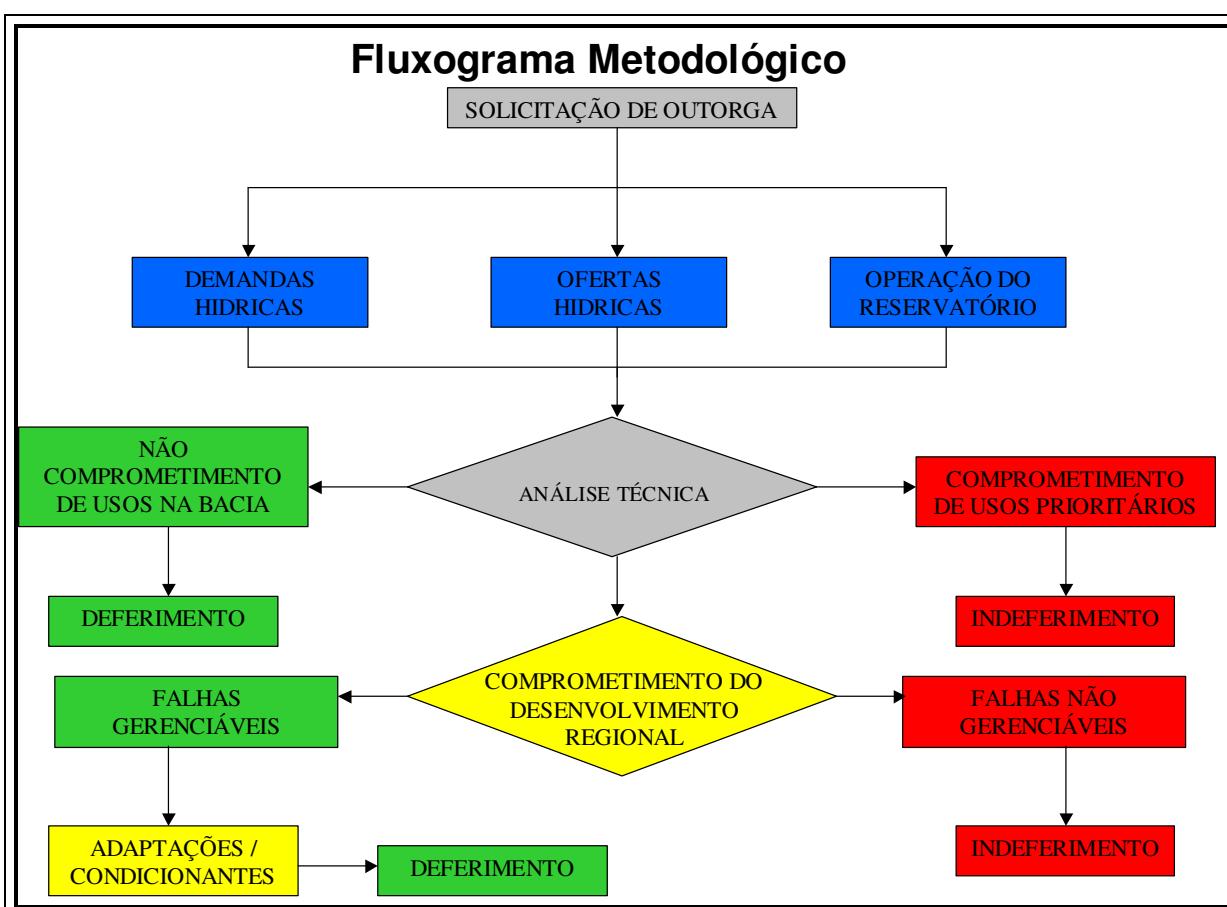 Fluxograma Metodológico
SOLICITAÇÃO DE OUTORGA
DEMANDAS
HIDRICAS
OFERTAS
HIDRICAS
OPERAÇÃO DO
RESERVATÓRIO
NÃO
COMPROMETIMENTO
DE USOS NA BACIA
ANÁLISE TÉCNICA
COMPROMETIMENTO
DE USOS PRIORITÁRIOS
DEFERIMENTO
INDEFERIMENTO
FALHAS
GERENCIÁVEIS
COMPROMETIMENTO DO
DESENVOLVIMENTO
REGIONAL
FALHAS NÃO
GERENCIÁVEIS
ADAPTAÇÕES /
CONDICIONANTES
DEFERIMENTO
INDEFERIMENTO